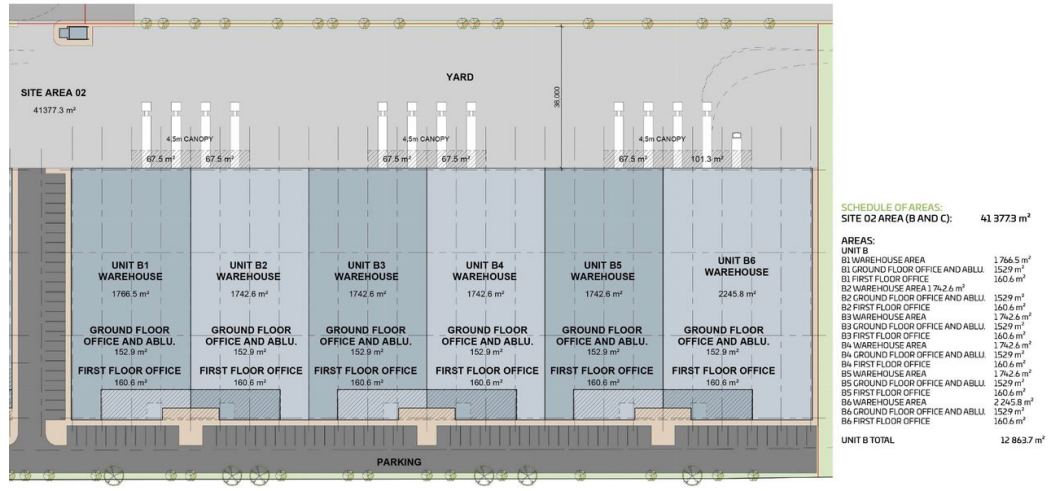 YARD
SITE AREA 02
41377.3 m²
36,000
4,5m CANOPY
4,5m CANOPY
4,5m CANOPY
67.5 m²
67.5 m²
67.5 m²
67.5 m²
67.5 m²
101.3 m²
UNIT B1
WAREHOUSE
1766.5 m²
GROUND FLOOR
OFFICE AND ABLU.
152.9 m²
FIRST FLOOR OFFICE
160.6 m²
UNIT B2
WAREHOUSE
1742.6 m²
GROUND FLOOR
OFFICE AND ABLU.
152.9 m²
FIRST FLOOR OFFICE
160.6 m²
UNIT B3
WAREHOUSE
1742.6 m²
GROUND FLOOR
OFFICE AND ABLU.
152.9 m²
FIRST FLOOR OFFICE
160.6 m²
UNIT B4
WAREHOUSE
1742.6 m²
GROUND FLOOR
OFFICE AND ABLU.
152.9 m²
FIRST FLOOR OFFICE
160.6 m²
UNIT B5
WAREHOUSE
1742.6 m²
GROUND FLOOR
OFFICE AND ABLU.
152.9 m²
FIRST FLOOR OFFICE
160.6 m²
UNIT B6
WAREHOUSE
2245.8 m²
GROUND FLOOR
OFFICE AND ABLU.
152.9 m²
FIRST FLOOR OFFICE
160.6 m²
PARKING
SCHEDULE OF AREAS:
SITE 02 AREA (B AND C): 41 377.3 m²
AREAS:
UNIT B
B1 WAREHOUSE AREA 1 766.5 m²
B1 GROUND FLOOR OFFICE AND ABLU. 152.9 m²
B1 FIRST FLOOR OFFICE 160.6 m²
B2 WAREHOUSE AREA 1 742.6 m²
B2 GROUND FLOOR OFFICE AND ABLU. 152.9 m²
B2 FIRST FLOOR OFFICE 160.6 m²
B3 WAREHOUSE AREA 1 742.6 m²
B3 GROUND FLOOR OFFICE AND ABLU. 152.9 m²
B3 FIRST FLOOR OFFICE 160.6 m²
B4 WAREHOUSE AREA 1 742.6 m²
B4 GROUND FLOOR OFFICE AND ABLU. 152.9 m²
B4 FIRST FLOOR OFFICE 160.6 m²
B5 WAREHOUSE AREA 1 742.6 m²
B5 GROUND FLOOR OFFICE AND ABLU. 152.9 m²
B5 FIRST FLOOR OFFICE 160.6 m²
B6 WAREHOUSE AREA 2 245.8 m²
B6 GROUND FLOOR OFFICE AND ABLU. 152.9 m²
B6 FIRST FLOOR OFFICE 160.6 m²
UNIT B TOTAL 12 863.7 m²